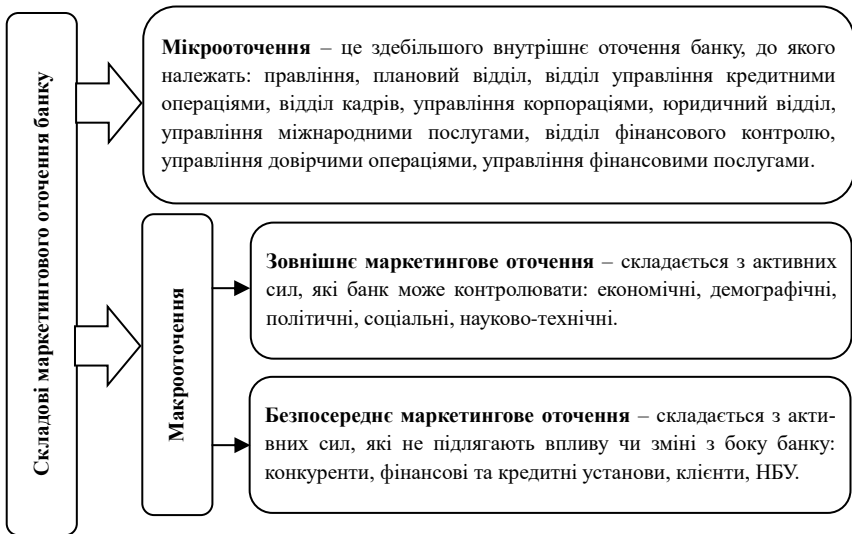 Складові маркетингового оточення банку
Мікрооточення – це здебільшого внутрішнє оточення банку, до якого
належать: правління, плановий відділ, відділ управління кредитними
операціями, відділ кадрів, управління корпораціями, юридичний відділ,
управління міжнародними послугами, відділ фінансового контролю,
управління довірчими операціями, управління фінансовими послугами.
Макрооточення
Зовнішнє маркетингове оточення – складається з активних
сил, які банк може контролювати: економічні, демографічні,
політичні, соціальні, науково-технічні.
Безпосереднє маркетингове оточення – складається з акти-
вних сил, які не підлягають впливу чи зміні з боку банку:
конкуренти, фінансові та кредитні установи, клієнти, НБУ.